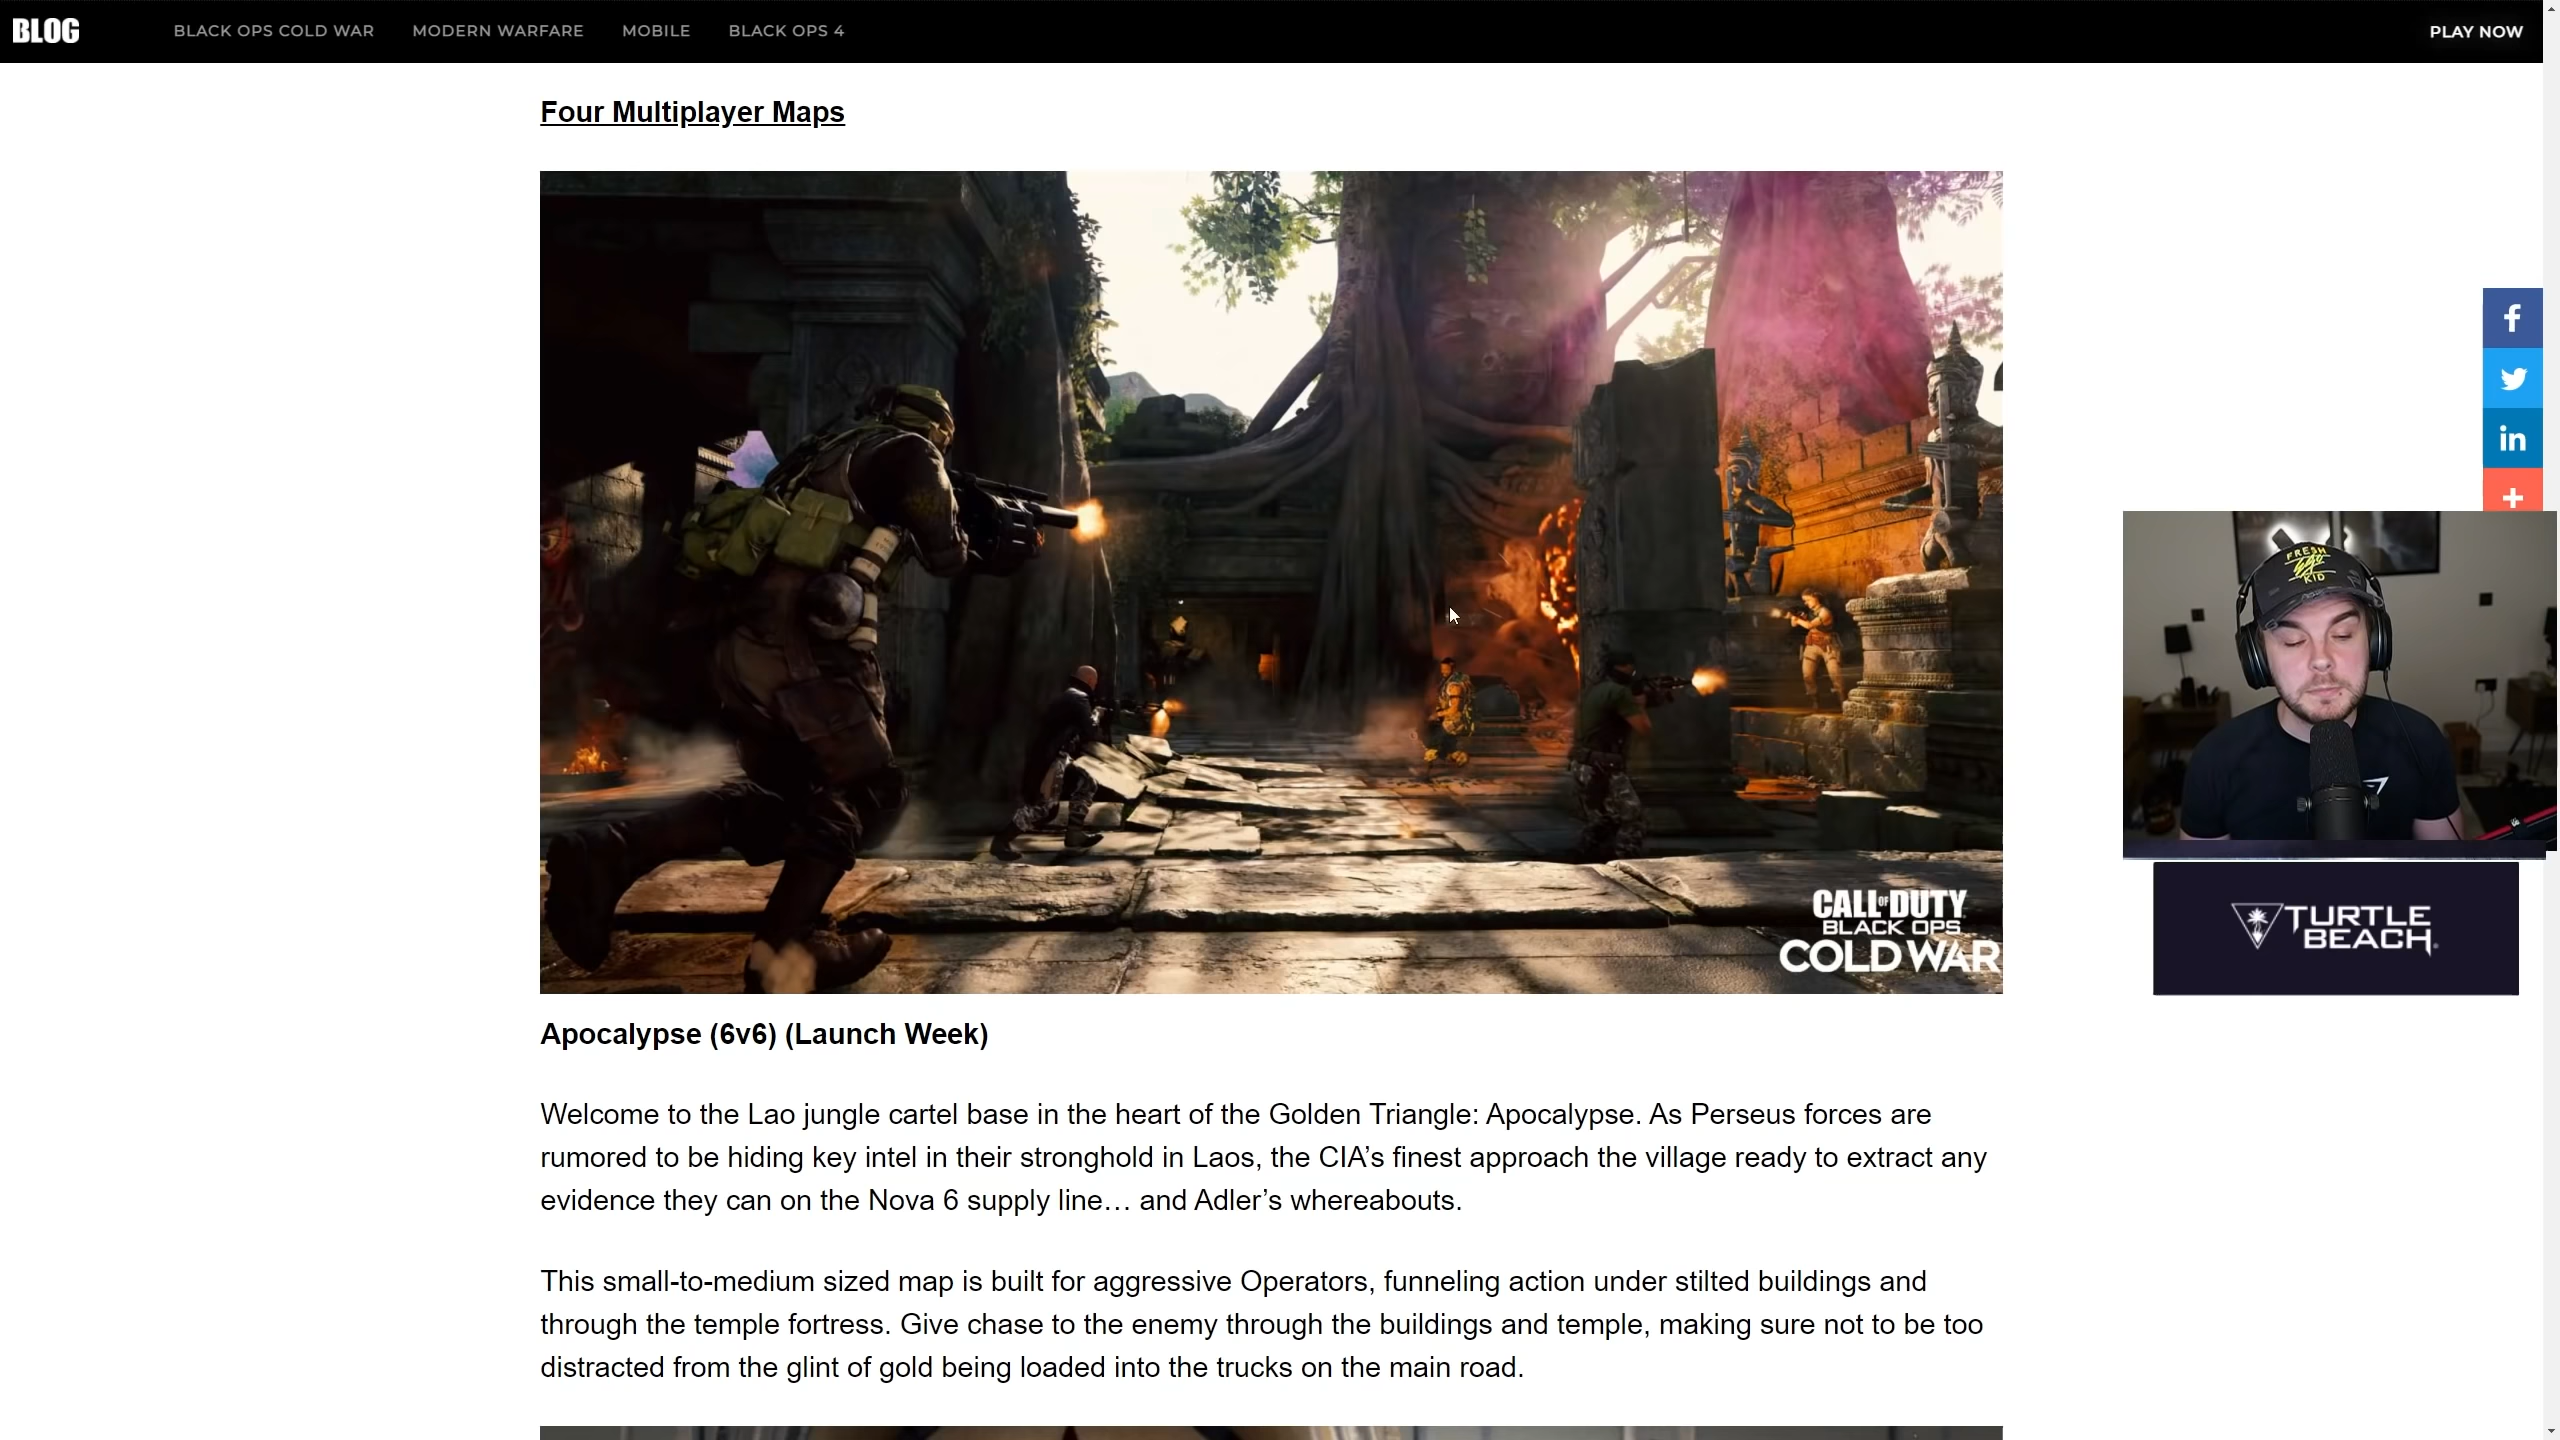 BLOG
BLACK OPS COLD WAR
MODERN WARFARE
MOBILE
BLACK OPS 4
PLAY NOW
Four Multiplayer Maps
FRESH
EGO
KID
CALL OF DUTY
BLACK OPS
COLD WAR
TURTLE
BEACH
Apocalypse (6v6) (Launch Week)
Welcome to the Lao jungle cartel base in the heart of the Golden Triangle: Apocalypse. As Perseus forces are
rumored to be hiding key intel in their stronghold in Laos, the CIA’s finest approach the village ready to extract any
evidence they can on the Nova 6 supply line… and Adler’s whereabouts.
This small-to-medium sized map is built for aggressive Operators, funneling action under stilted buildings and
through the temple fortress. Give chase to the enemy through the buildings and temple, making sure not to be too
distracted from the glint of gold being loaded into the trucks on the main road.